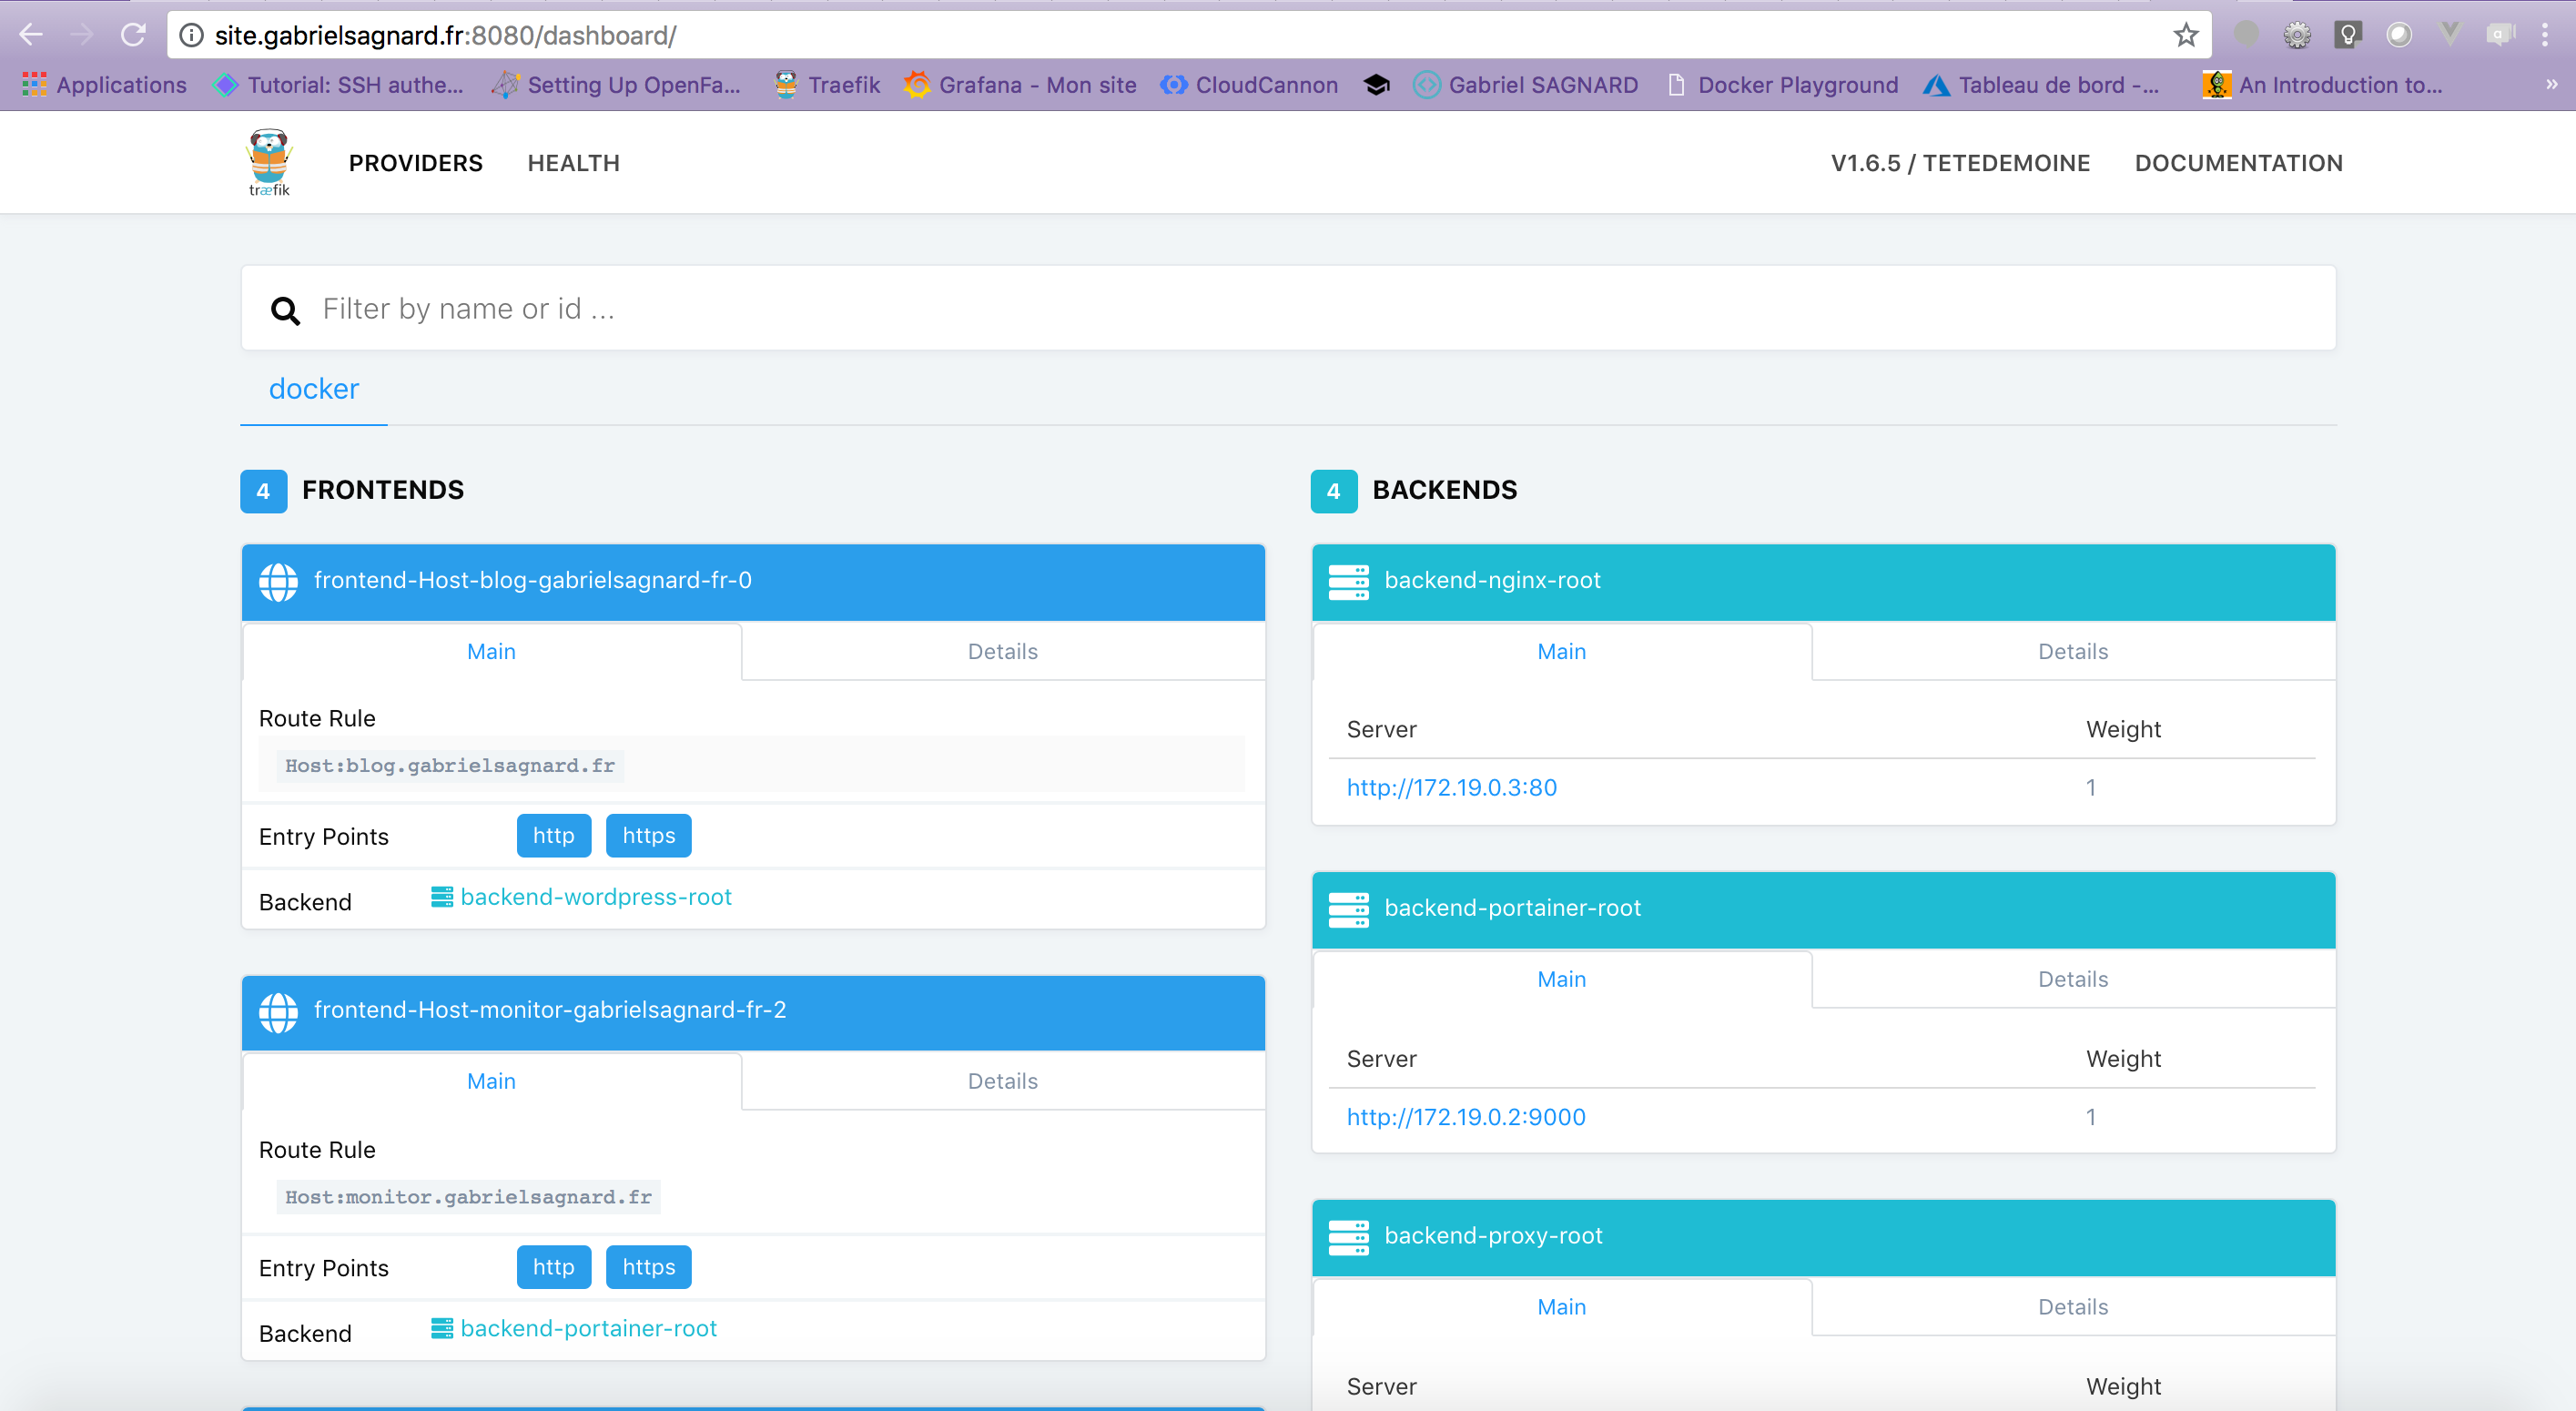 site.gabrielsagnard.fr:8080/dashboard/
Applications Tutorial: SSH authe... Setting Up OpenFa... Traefik Grafana - Mon site CloudCannon Gabriel SAGNARD Docker Playground Tableau de bord -... An Introduction to... »
træfik PROVIDERS HEALTH V1.6.5 / TETEDEMOINE DOCUMENTATION
Filter by name or id ...
docker
4 FRONTENDS
frontend-Host-blog-gabrielsagnard-fr-0
Main Details
Route Rule
Host:blog.gabrielsagnard.fr
Entry Points http https
Backend backend-wordpress-root
frontend-Host-monitor-gabrielsagnard-fr-2
Main Details
Route Rule
Host:monitor.gabrielsagnard.fr
Entry Points http https
Backend backend-portainer-root
4 BACKENDS
backend-nginx-root
Main Details
Server Weight
http://172.19.0.3:80 1
backend-portainer-root
Main Details
Server Weight
http://172.19.0.2:9000 1
backend-proxy-root
Main Details
Server Weight